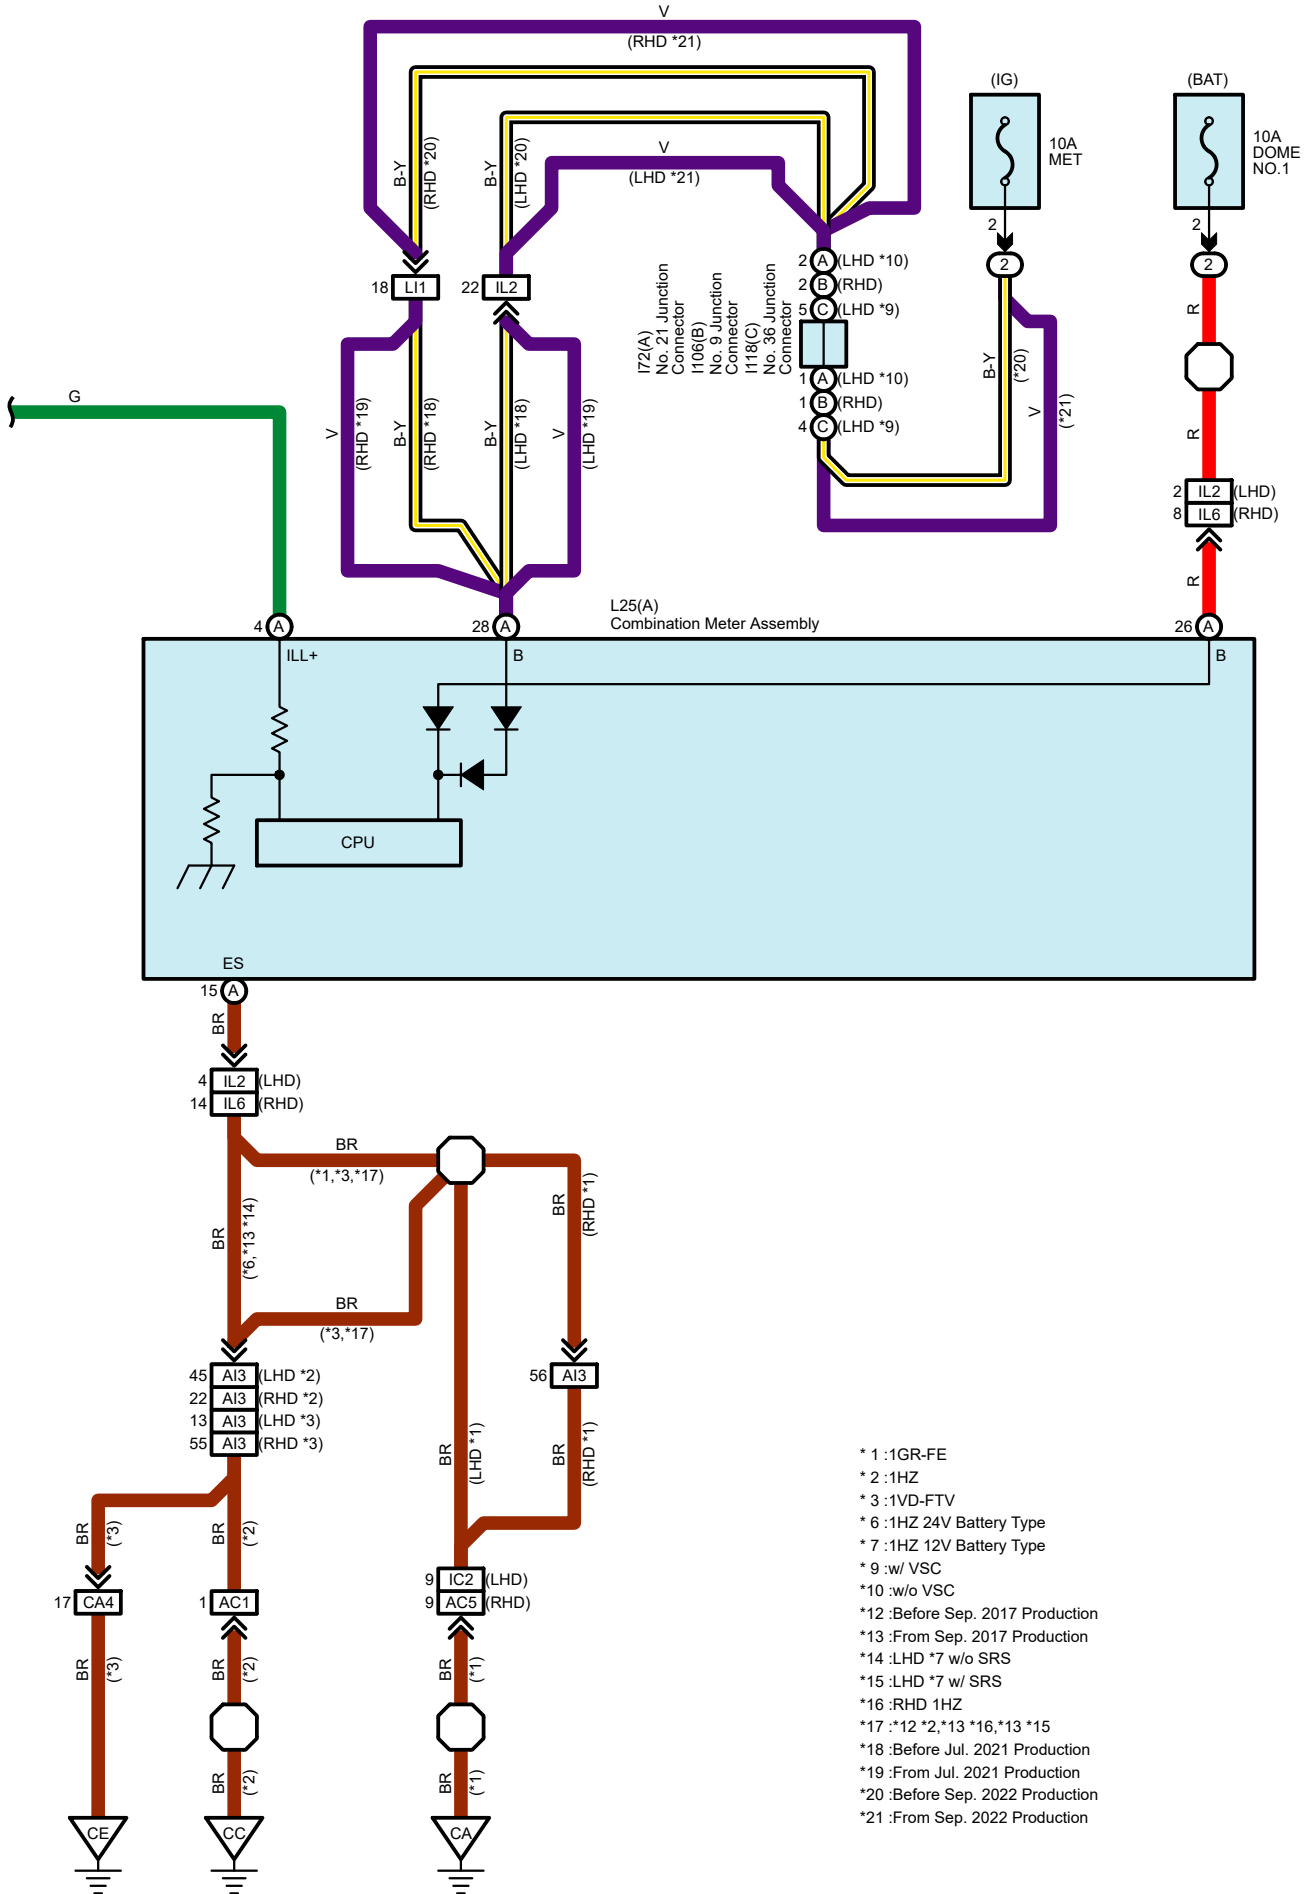 V
(RHD *21)
B-Y
(RHD *20)
B-Y
(LHD *20)
V
(LHD *21)
(IG)
10A
MET
2
2
(BAT)
10A
DOME
NO.1
2
2
18 LI1
22 IL2
I72(A)
No. 21 Junction
Connector
I106(B)
No. 9 Junction
Connector
I118(C)
No. 36 Junction
Connector
2 A (LHD *10)
2 B (RHD)
5 C (LHD *9)
1 A (LHD *10)
1 B (RHD)
4 C (LHD *9)
B-Y
(*20)
V
(*21)
R
R
2 IL2 (LHD)
8 IL6 (RHD)
R
G
V
(RHD *19)
B-Y
(RHD *18)
B-Y
(LHD *18)
V
(LHD *19)
L25(A)
Combination Meter Assembly
4 A
28 A
26 A
ILL+
B
B
CPU
ES
15 A
BR
4 IL2 (LHD)
14 IL6 (RHD)
BR
(*1,*3,*17)
BR
(*6,*13 *14)
BR
(RHD *1)
BR
(*3,*17)
45 AI3 (LHD *2)
22 AI3 (RHD *2)
13 AI3 (LHD *3)
55 AI3 (RHD *3)
56 AI3
BR
(LHD *1)
BR
(RHD *1)
BR
(*3)
BR
(*2)
17 CA4
1 AC1
9 IC2 (LHD)
9 AC5 (RHD)
BR
(*3)
BR
(*2)
BR
(*1)
BR
(*2)
BR
(*1)
CE
CC
CA
* 1 :1GR-FE
* 2 :1HZ
* 3 :1VD-FTV
* 6 :1HZ 24V Battery Type
* 7 :1HZ 12V Battery Type
* 9 :w/ VSC
*10 :w/o VSC
*12 :Before Sep. 2017 Production
*13 :From Sep. 2017 Production
*14 :LHD *7 w/o SRS
*15 :LHD *7 w/ SRS
*16 :RHD 1HZ
*17 :*12 *2,*13 *16,*13 *15
*18 :Before Jul. 2021 Production
*19 :From Jul. 2021 Production
*20 :Before Sep. 2022 Production
*21 :From Sep. 2022 Production